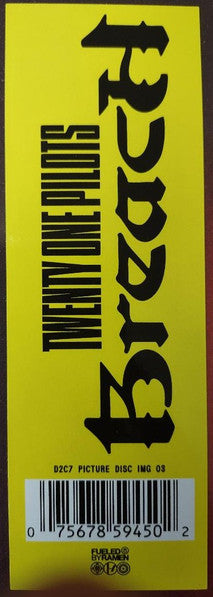 TWENTY ONE PILOTS
Breach
D2C7 PICTURE DISC IMG 03
0 75678 59450 2
FUELED
BY RAMEN